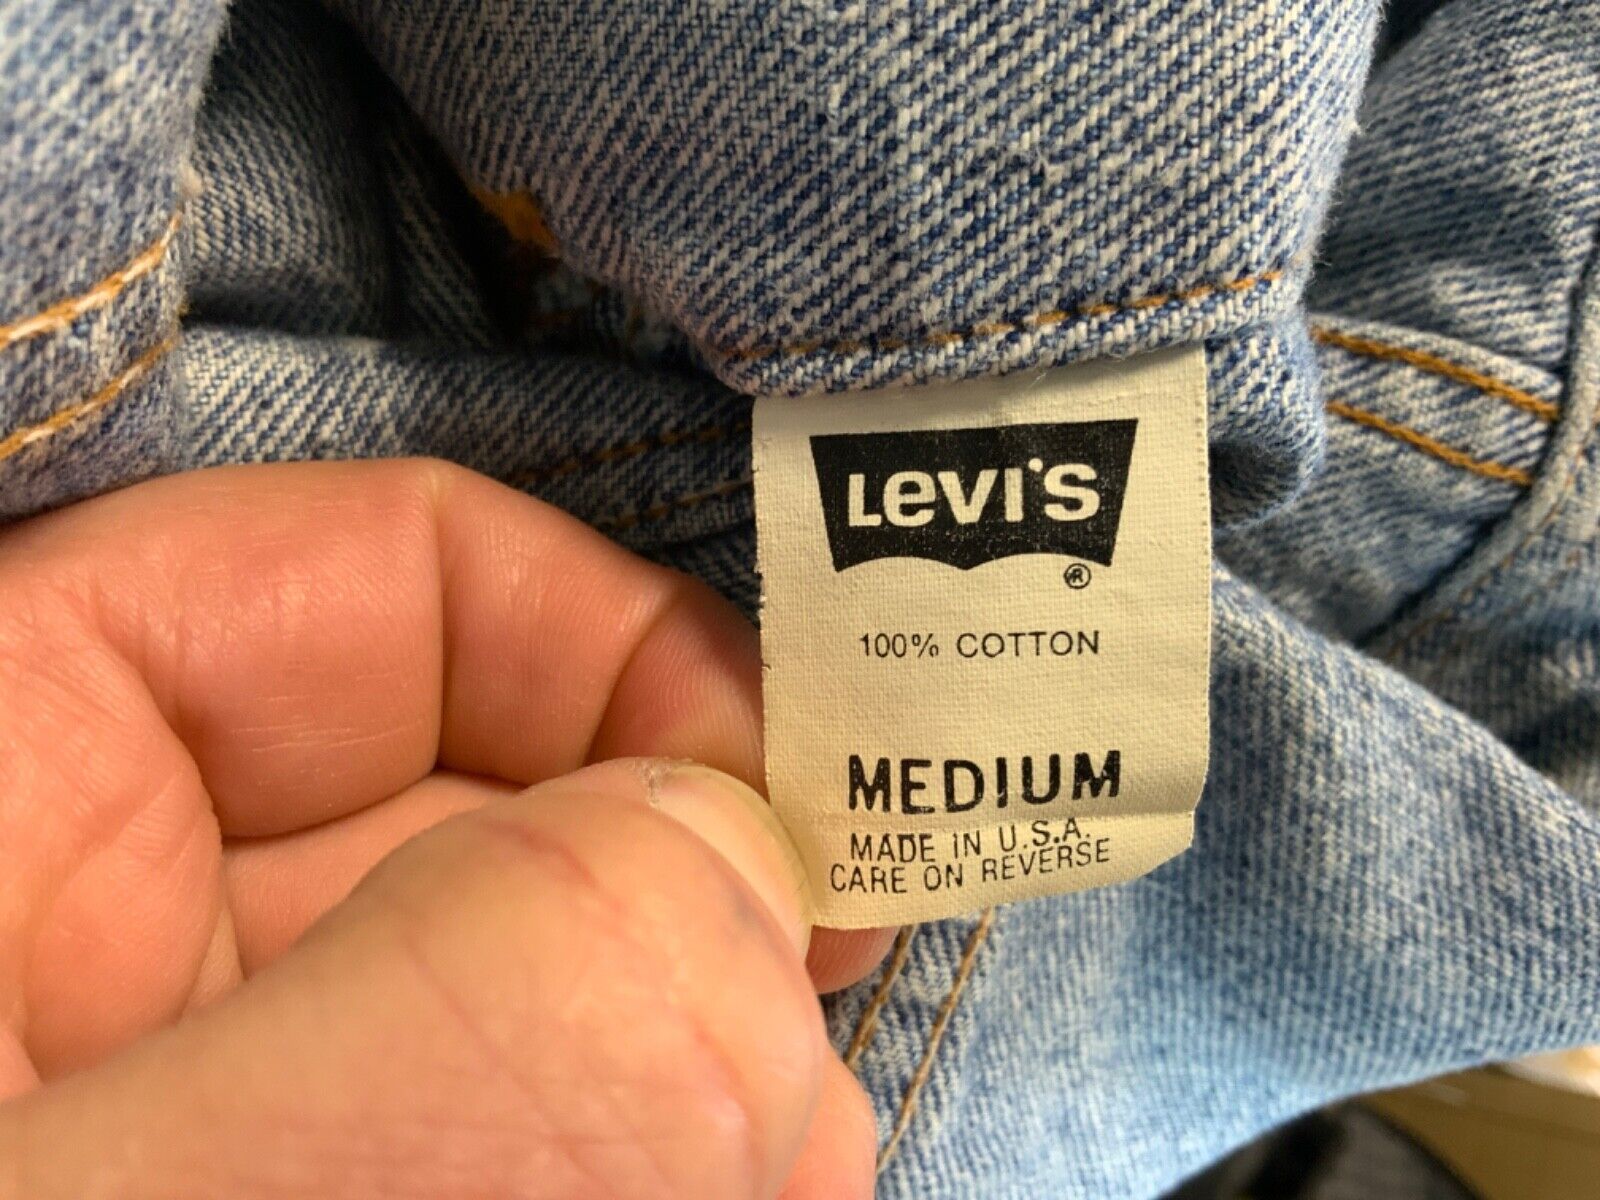 LeVI'S
®
100% COTTON
MEDIUM
MADE IN U.S.A.
CARE ON REVERSE